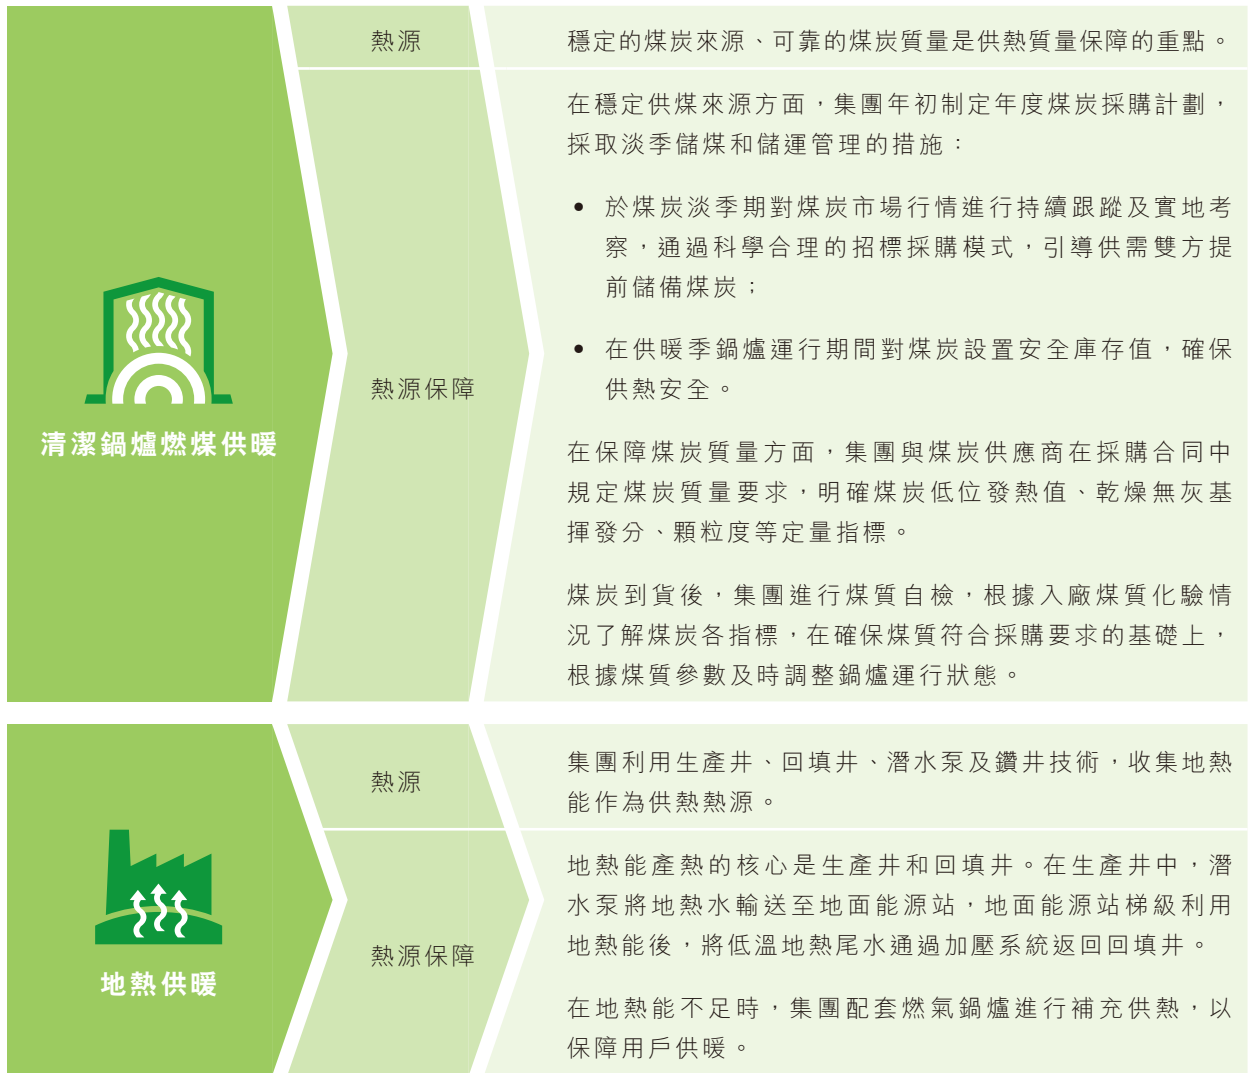 清潔鍋爐燃煤供暖
熱源
穩定的煤炭來源、可靠的煤炭質量是供熱質量保障的重點。
熱源保障
在穩定供煤來源方面，集團年初制定年度煤炭採購計劃，
採取淡季儲煤和儲運管理的措施：
• 於煤炭淡季期對煤炭市場行情進行持續跟蹤及實地考
察，通過科學合理的招標採購模式，引導供需雙方提
前儲備煤炭；
• 在供暖季鍋爐運行期間對煤炭設置安全庫存值，確保
供熱安全。
在保障煤炭質量方面，集團與煤炭供應商在採購合同中
規定煤炭質量要求，明確煤炭低位發熱值、乾燥無灰基
揮發分、顆粒度等定量指標。
煤炭到貨後，集團進行煤質自檢，根據入廠煤質化驗情
況了解煤炭各指標，在確保煤質符合採購要求的基礎上，
根據煤質參數及時調整鍋爐運行狀態。
地熱供暖
熱源
集團利用生產井、回填井、潛水泵及鑽井技術，收集地熱
能作為供熱熱源。
熱源保障
地熱能產熱的核心是生產井和回填井。在生產井中，潛
水泵將地熱水輸送至地面能源站，地面能源站梯級利用
地熱能後，將低溫地熱尾水通過加壓系統返回回填井。
在地熱能不足時，集團配套燃氣鍋爐進行補充供熱，以
保障用戶供暖。